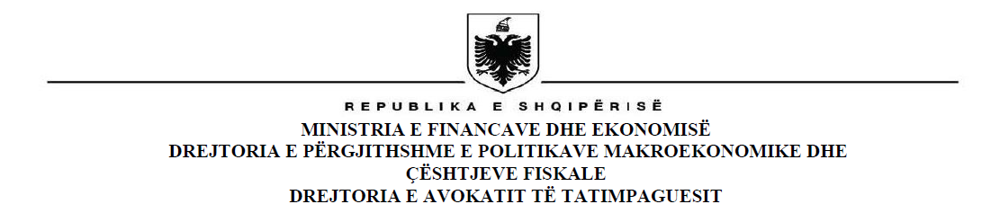 REPUBLIKA E SHQIPËRISË
MINISTRIA E FINANCAVE DHE EKONOMISË
DREJTORIA E PËRGJITHSHME E POLITIKAVE MAKROEKONOMIKE DHE
ÇËSHTJEVE FISKALE
DREJTORIA E AVOKATIT TË TATIMPAGUESIT